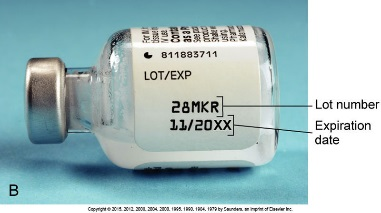 811883711
LOT/EXP
28MKR
11/20XX
Lot number
Expiration
date
B
Copyright © 2015, 2012, 2008, 2004, 2000, 1995, 1990, 1984, 1979 by Saunders, an imprint of Elsevier Inc.